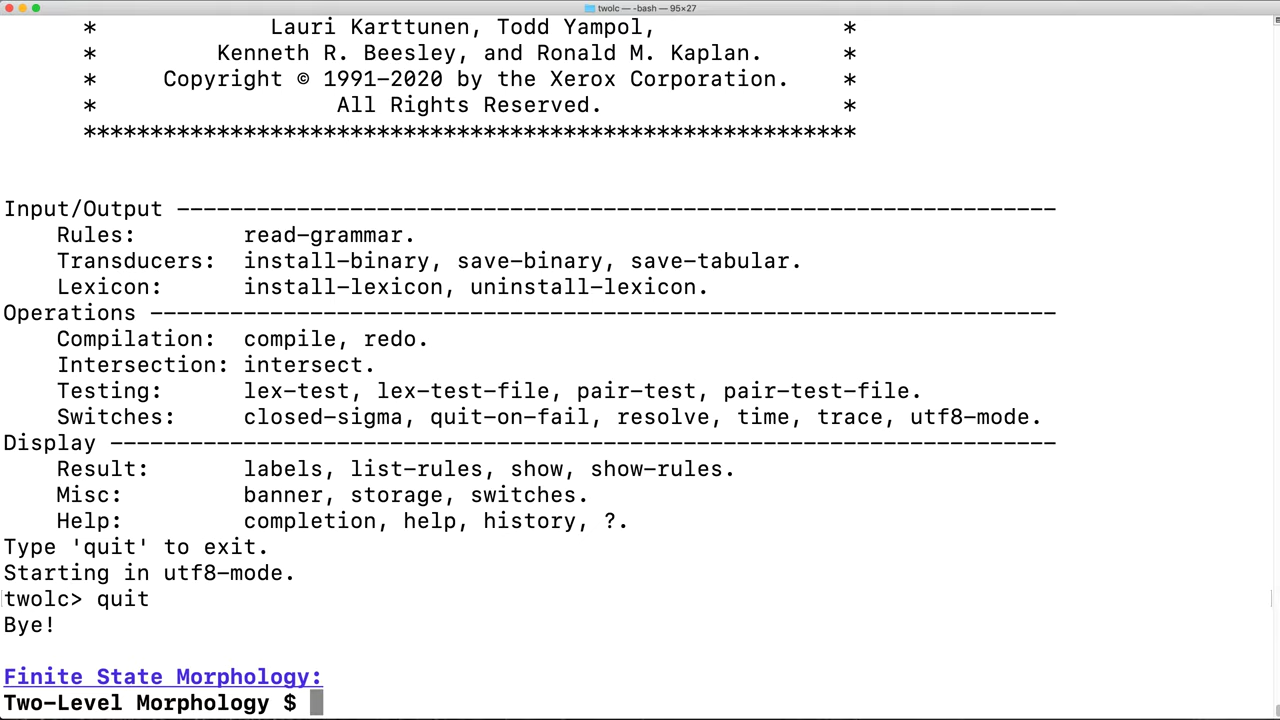 twolc — -bash — 95×27
* Lauri Karttunen, Todd Yampol, *
* Kenneth R. Beesley, and Ronald M. Kaplan. *
* Copyright © 1991-2020 by the Xerox Corporation. *
* All Rights Reserved. *
**********************************************************
Input/Output ------------------------------------------------------------------
Rules: read-grammar.
Transducers: install-binary, save-binary, save-tabular.
Lexicon: install-lexicon, uninstall-lexicon.
Operations --------------------------------------------------------------------
Compilation: compile, redo.
Intersection: intersect.
Testing: lex-test, lex-test-file, pair-test, pair-test-file.
Switches: closed-sigma, quit-on-fail, resolve, time, trace, utf8-mode.
Display -----------------------------------------------------------------------
Result: labels, list-rules, show, show-rules.
Misc: banner, storage, switches.
Help: completion, help, history, ?.
Type 'quit' to exit.
Starting in utf8-mode.
twolc> quit
Bye!
Finite State Morphology:
Two-Level Morphology $